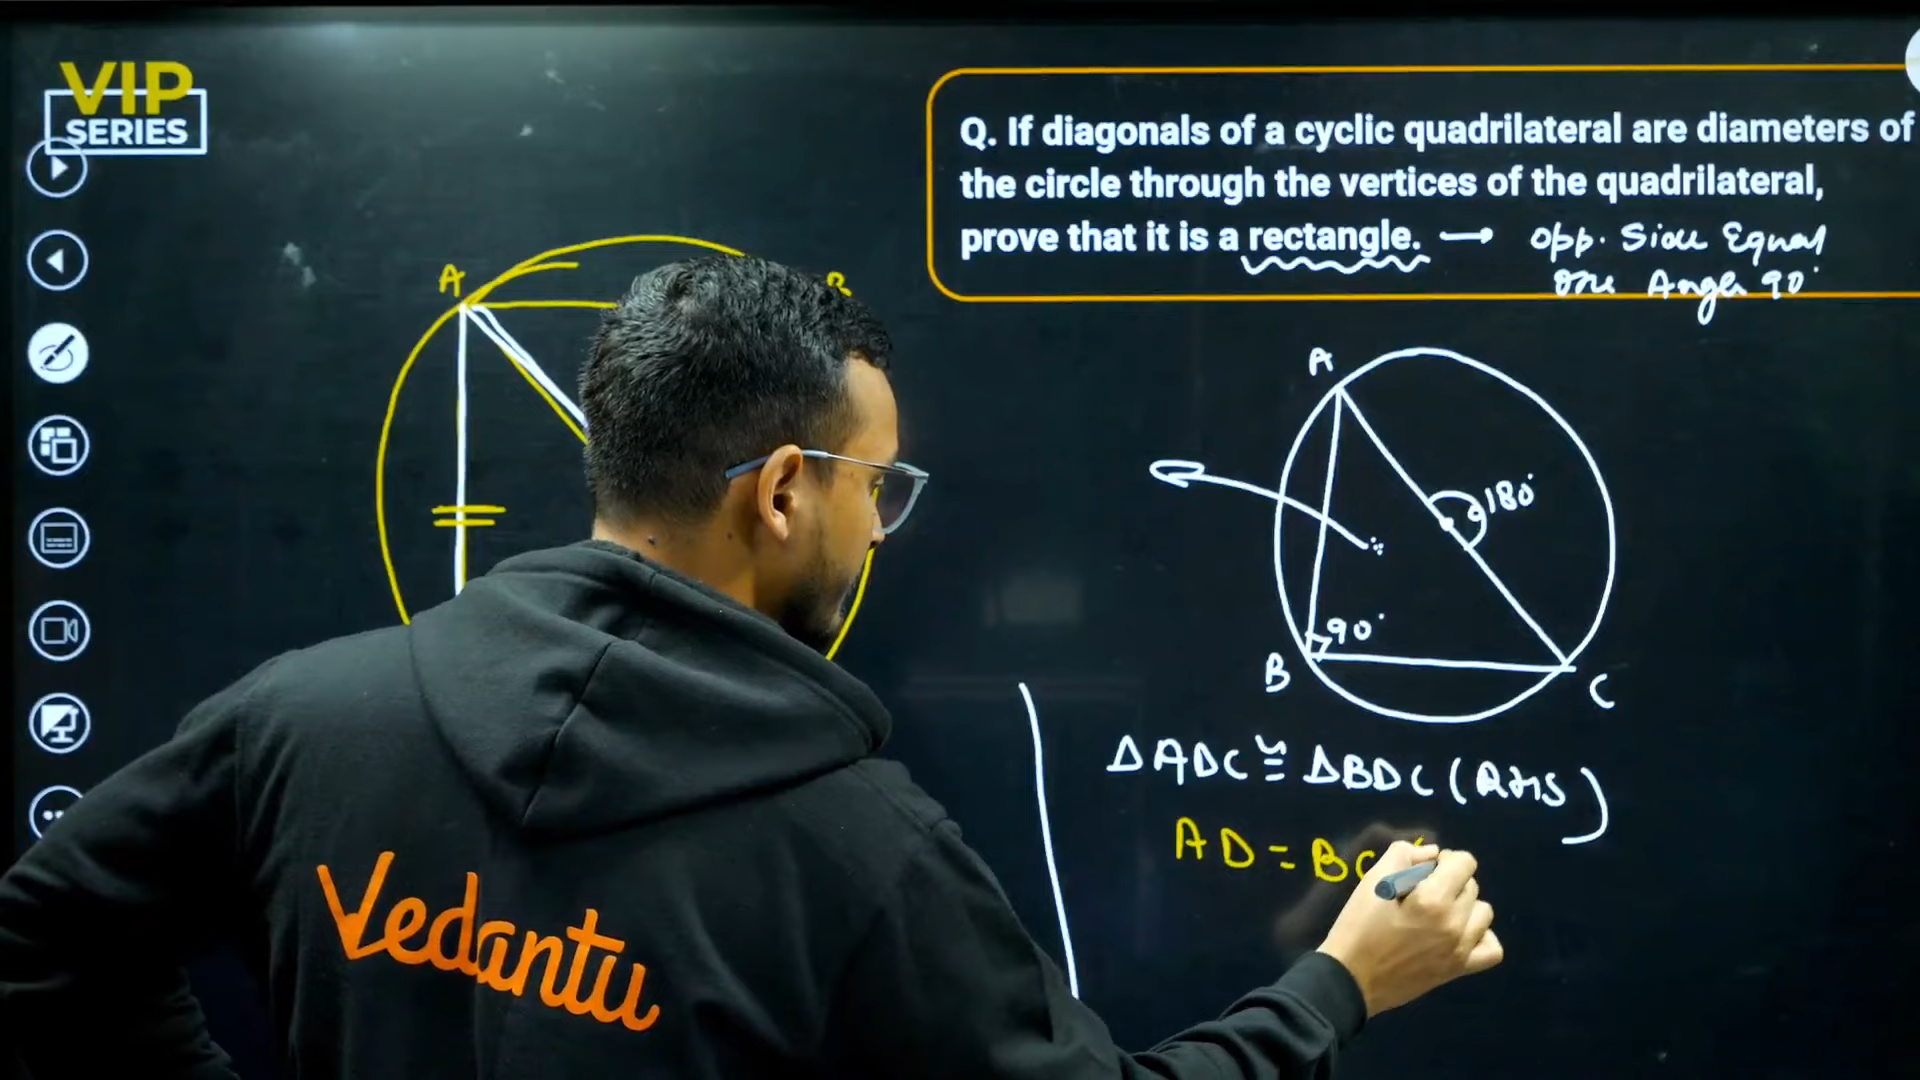 VIP
SERIES
Q. If diagonals of a cyclic quadrilateral are diameters of
the circle through the vertices of the quadrilateral,
prove that it is a rectangle. → opp. Side Equal
one Angle 90°
A
B
A
180°
90°
B
C
ΔADC ≅ ΔBDC (RHS)
AD = BC
Vedantu